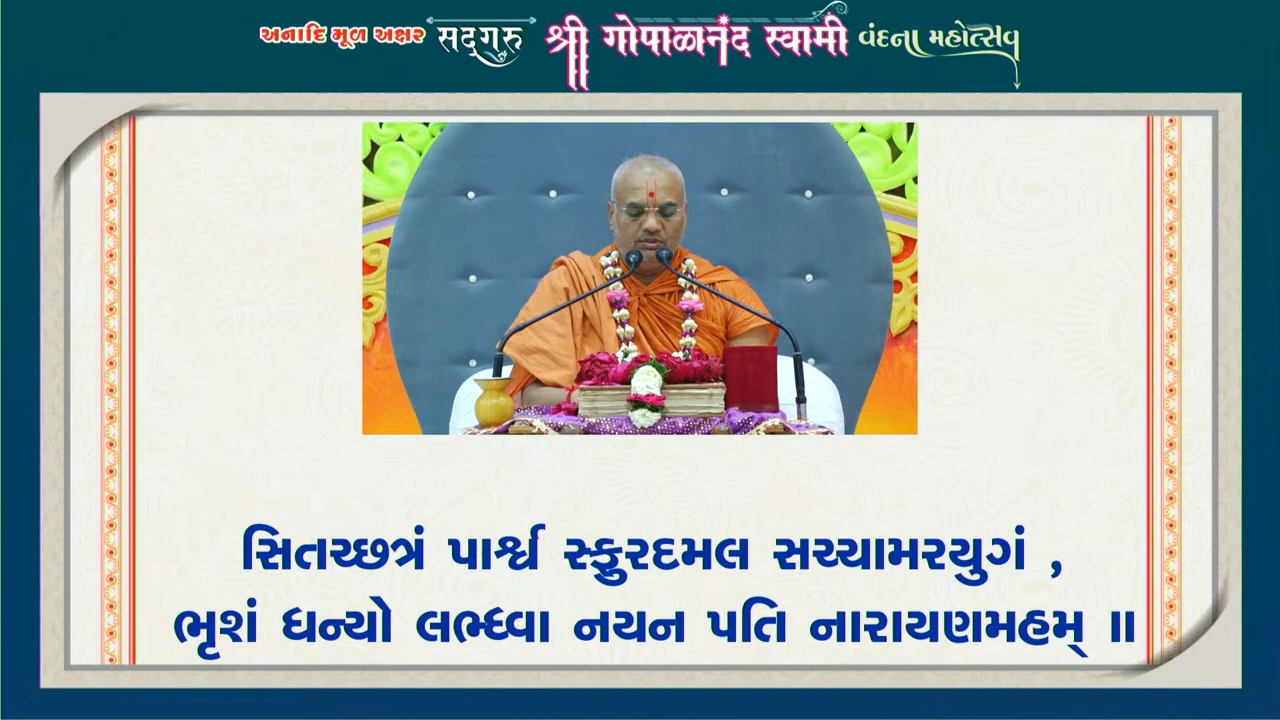 અનાદિ મૂળ અક્ષર સદ્‌ગુરુ શ્રી ગોપાળાનંદ સ્વામી વંદના મહોત્સવ
સિતચ્છત્રં પાર્શ્વ સ્ફુરદમલ સચ્ચામરયુગં ,
ભૃશં ધન્યો લબ્ધ્વા નયન પતિ નારાયણમહમ્ ॥